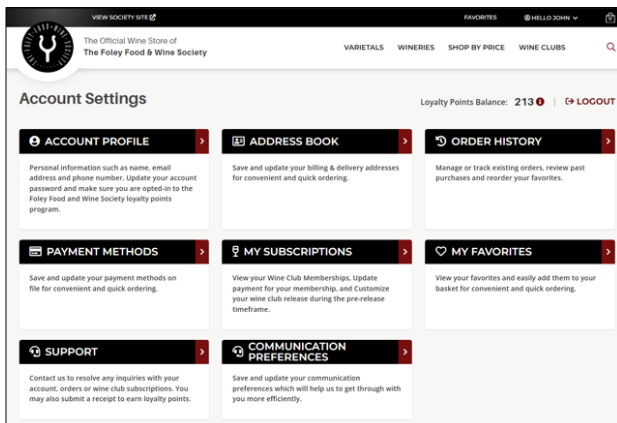 VIEW SOCIETY SITE
FAVORITES
HELLO JOHN
The Official Wine Store of
The Foley Food & Wine Society
VARIETALS
WINERIES
SHOP BY PRICE
WINE CLUBS
Account Settings
Loyalty Points Balance: 213
LOGOUT
ACCOUNT PROFILE
Personal information such as name, email
address and phone number. Update your account
password and make sure you are opted-in to the
Foley Food and Wine Society loyalty points
program.
ADDRESS BOOK
Save and update your billing & delivery addresses
for convenient and quick ordering.
ORDER HISTORY
Manage or track existing orders, review past
purchases and reorder your favorites.
PAYMENT METHODS
Save and update your payment methods on
file for convenient and quick ordering.
MY SUBSCRIPTIONS
View your Wine Club Memberships, Update
payment for your membership, and Customize
your wine club release during the pre-release
timeframe.
MY FAVORITES
View your favorites and easily add them to your
basket for convenient and quick ordering.
SUPPORT
Contact us to resolve any inquiries with your
account, orders or wine club subscriptions. You
may also submit a receipt to earn loyalty points.
COMMUNICATION
PREFERENCES
Save and update your communication
preferences which will help us to get through with
you more efficiently.